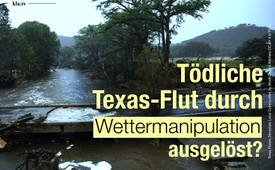 kla.tv
Tödliche
Texas-Flut durch
Wettermanipulation
ausgelöst?